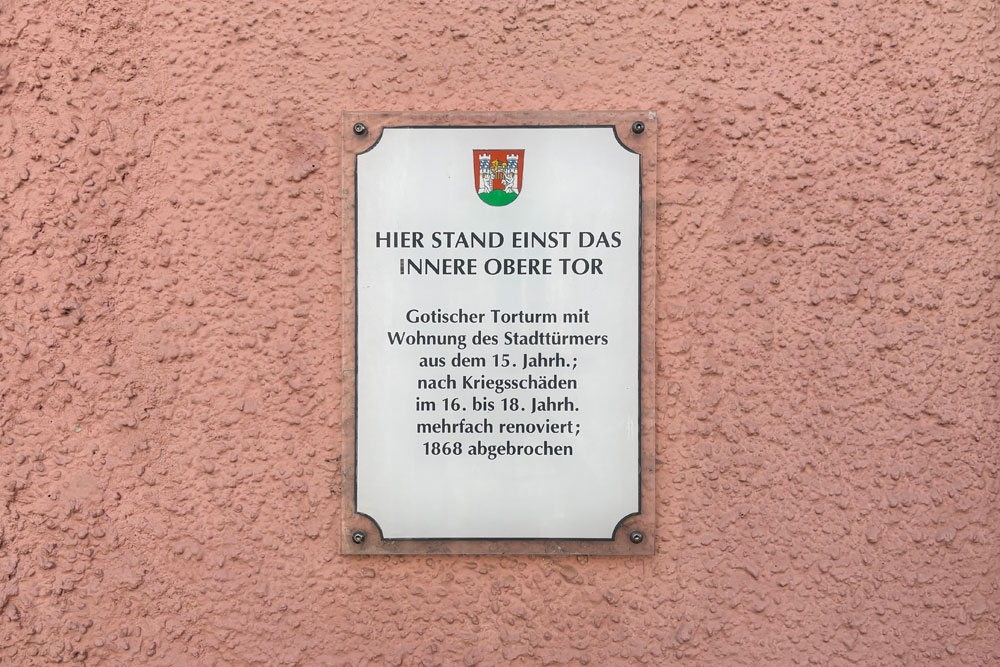 HIER STAND EINST DAS
INNERE OBERE TOR
Gotischer Torturm mit
Wohnung des Stadttürmers
aus dem 15. Jahrh.;
nach Kriegsschäden
im 16. bis 18. Jahrh.
mehrfach renoviert;
1868 abgebrochen